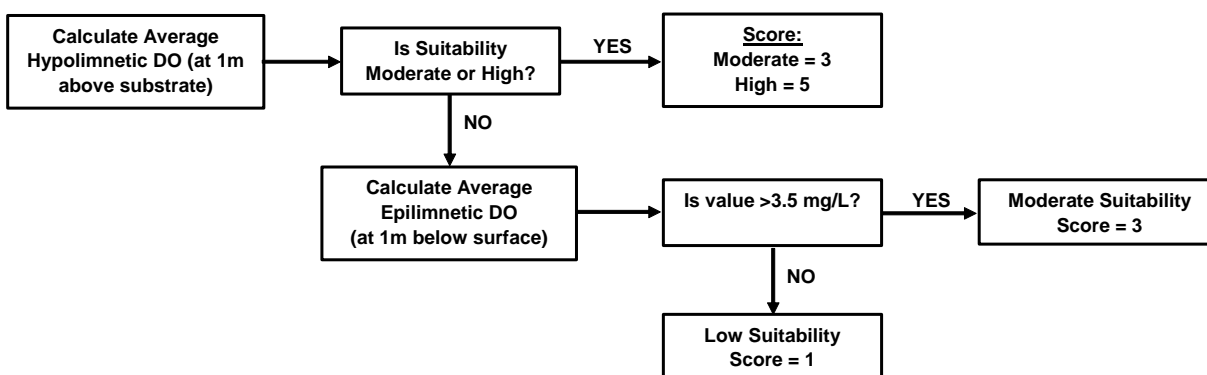 Calculate Average
Hypolimnetic DO (at 1m
above substrate)
Is Suitability
Moderate or High?
YES
Score:
Moderate = 3
High = 5
NO
Calculate Average
Epilimnetic DO
(at 1m below surface)
Is value >3.5 mg/L?
YES
Moderate Suitability
Score = 3
NO
Low Suitability
Score = 1